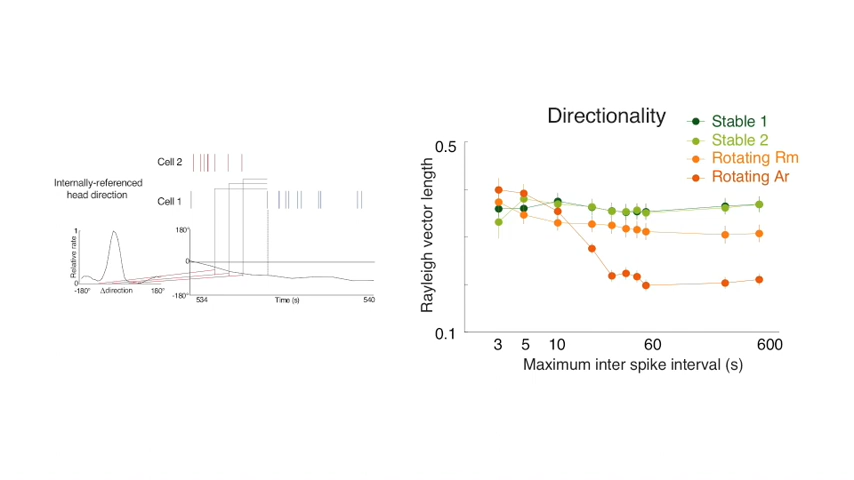 Cell 2
Internally-referenced
head direction
Cell 1
Relative rate
1
0
-180°
Δdirection
180°
180°
0
-180°
534
Time (s)
540
Directionality
Stable 1
Stable 2
Rotating Rm
Rotating Ar
Rayleigh vector length
0.5
0.1
3
5
10
60
600
Maximum inter spike interval (s)